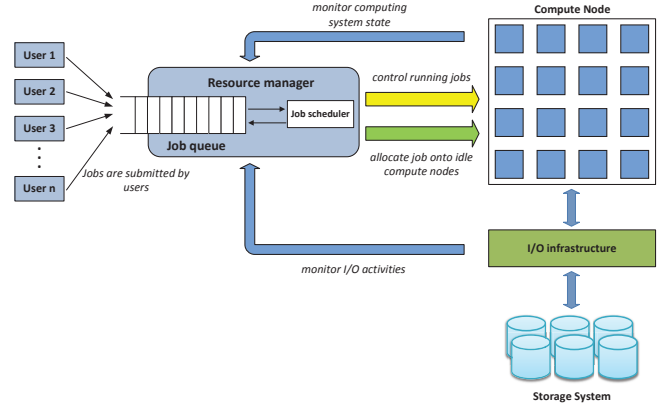 monitor computing
system state
Compute Node
User 1
User 2
User 3
User n
Jobs are submitted by
users
Resource manager
Job scheduler
Job queue
control running jobs
allocate job onto idle
compute nodes
monitor I/O activities
I/O infrastructure
Storage System